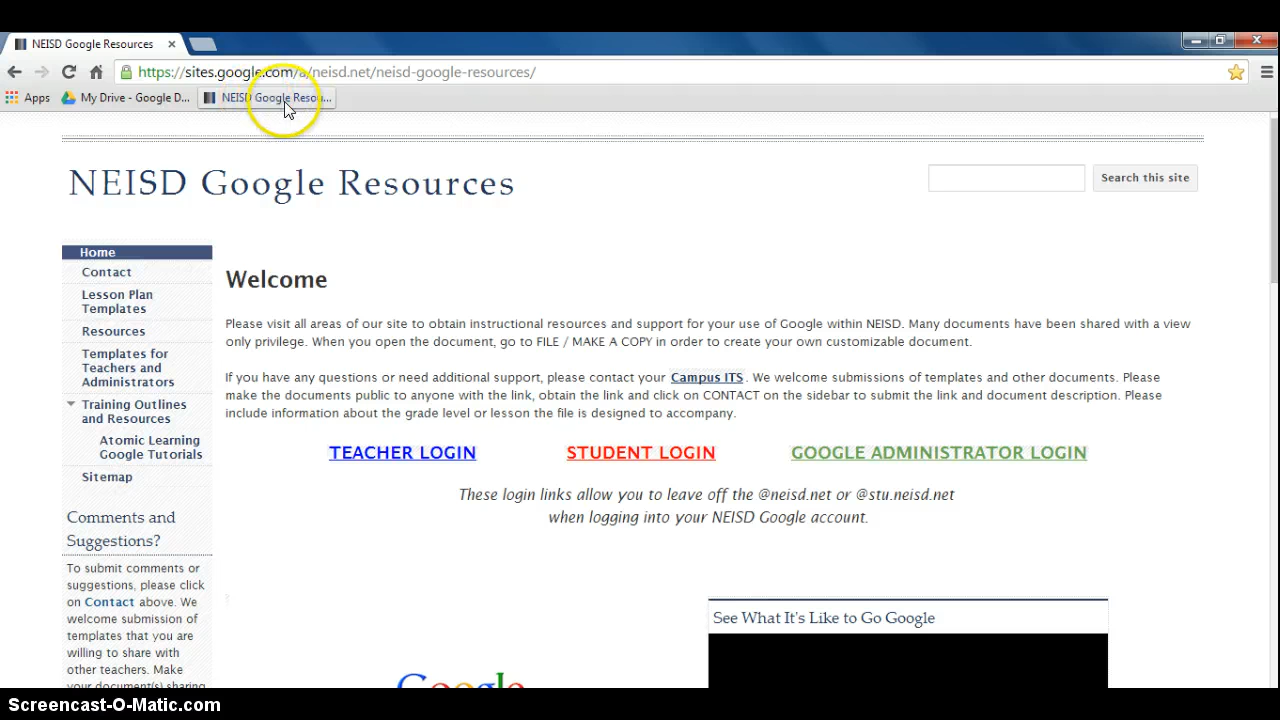 NEISD Google Resources
https://sites.google.com/a/neisd.net/neisd-google-resources/
Apps My Drive - Google D... NEISD Google Resou...
NEISD Google Resources
Search this site
Home
Contact
Lesson Plan
Templates
Resources
Templates for
Teachers and
Administrators
Training Outlines
and Resources
Atomic Learning
Google Tutorials
Sitemap
Comments and
Suggestions?
To submit comments or
suggestions, please click
on Contact above. We
welcome submission of
templates that you are
willing to share with
other teachers. Make
your document(s) sharing
Welcome
Please visit all areas of our site to obtain instructional resources and support for your use of Google within NEISD. Many documents have been shared with a view
only privilege. When you open the document, go to FILE / MAKE A COPY in order to create your own customizable document.
If you have any questions or need additional support, please contact your Campus ITS. We welcome submissions of templates and other documents. Please
make the documents public to anyone with the link, obtain the link and click on CONTACT on the sidebar to submit the link and document description. Please
include information about the grade level or lesson the file is designed to accompany.
TEACHER LOGIN STUDENT LOGIN GOOGLE ADMINISTRATOR LOGIN
These login links allow you to leave off the @neisd.net or @stu.neisd.net
when logging into your NEISD Google account.
See What It's Like to Go Google
Google
Screencast-O-Matic.com